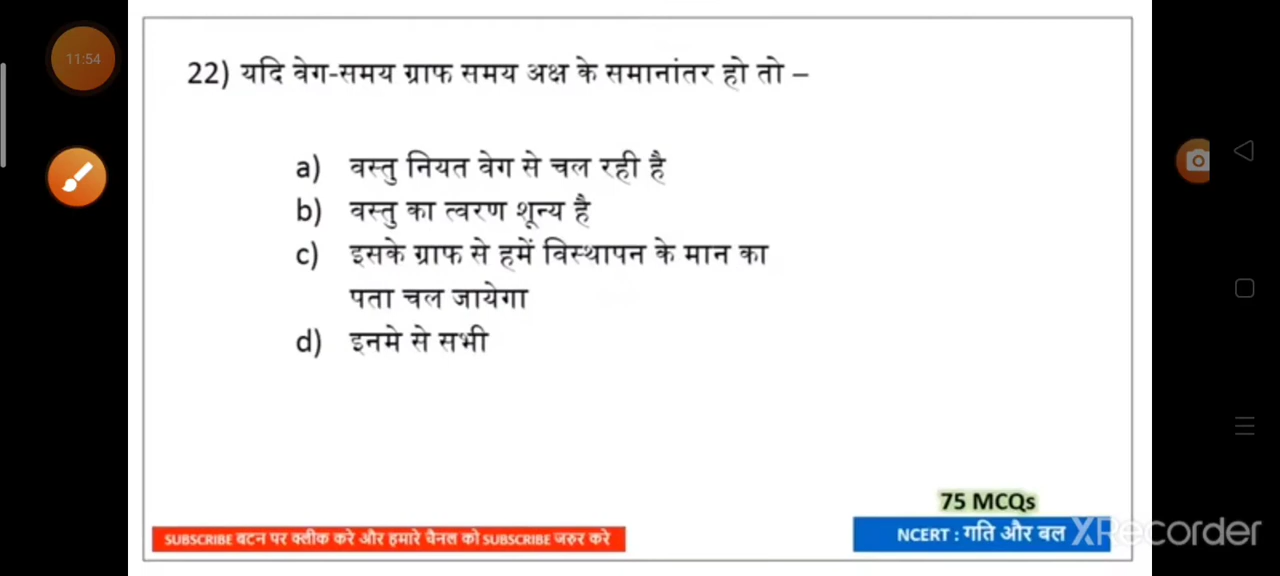 11:54
22) यदि वेग-समय ग्राफ समय अक्ष के समानांतर हो तो –
a) वस्तु नियत वेग से चल रही है
b) वस्तु का त्वरण शून्य है
c) इसके ग्राफ से हमें विस्थापन के मान का
पता चल जायेगा
d) इनमे से सभी
75 MCQs
SUBSCRIBE बटन पर क्लीक करे और हमारे चैनल को SUBSCRIBE जरुर करे
NCERT : गति और बल
XRecorder